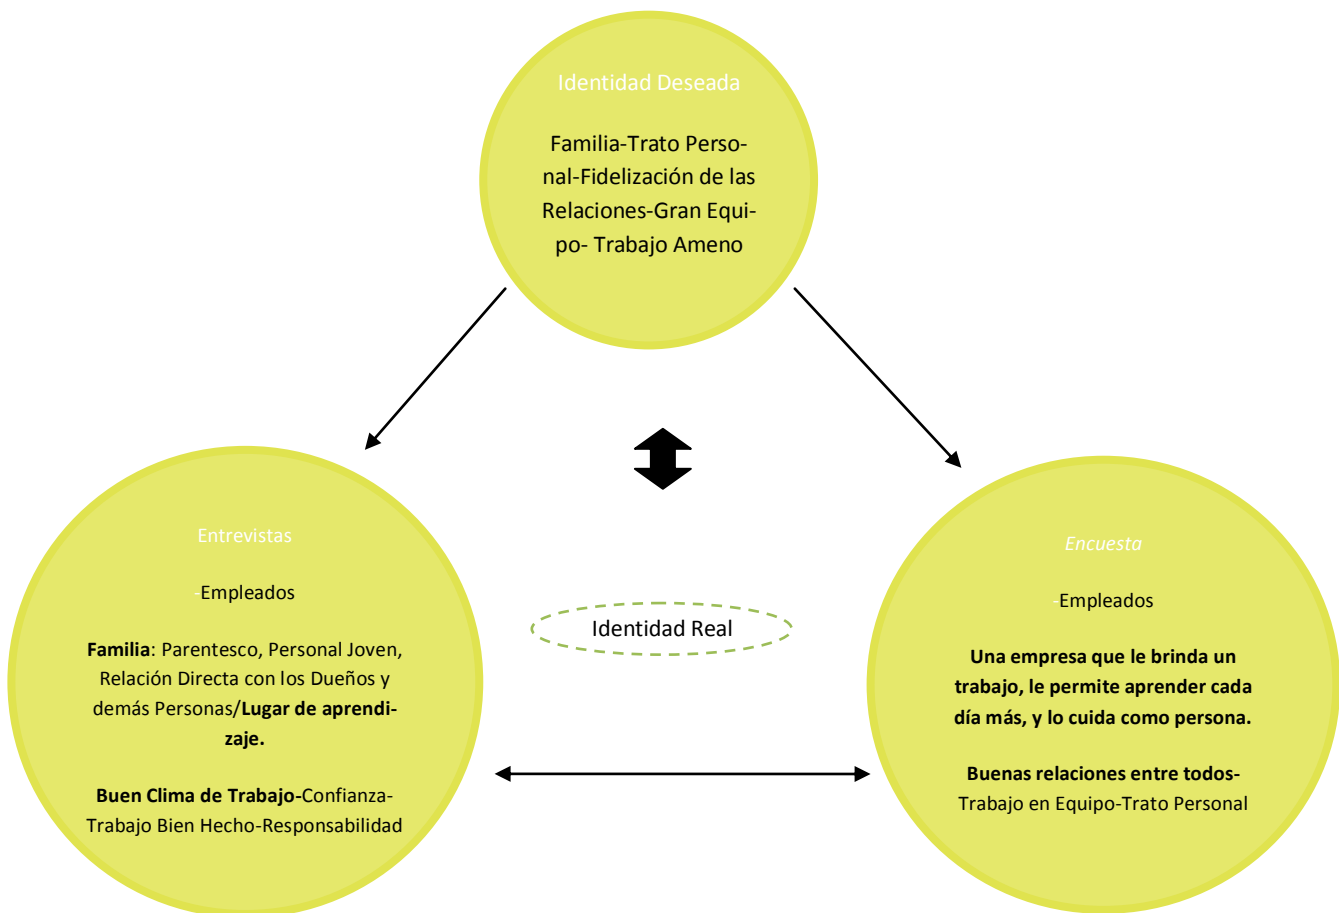 Identidad Deseada
Familia-Trato Perso-
nal-Fidelización de las
Relaciones-Gran Equi-
po- Trabajo Ameno
Entrevistas
-Empleados
Familia: Parentesco, Personal Joven,
Relación Directa con los Dueños y
demás Personas/Lugar de aprendi-
zaje.
Buen Clima de Trabajo-Confianza-
Trabajo Bien Hecho-Responsabilidad
Identidad Real
Encuesta
-Empleados
Una empresa que le brinda un
trabajo, le permite aprender cada
día más, y lo cuida como persona.
Buenas relaciones entre todos-
Trabajo en Equipo-Trato Personal